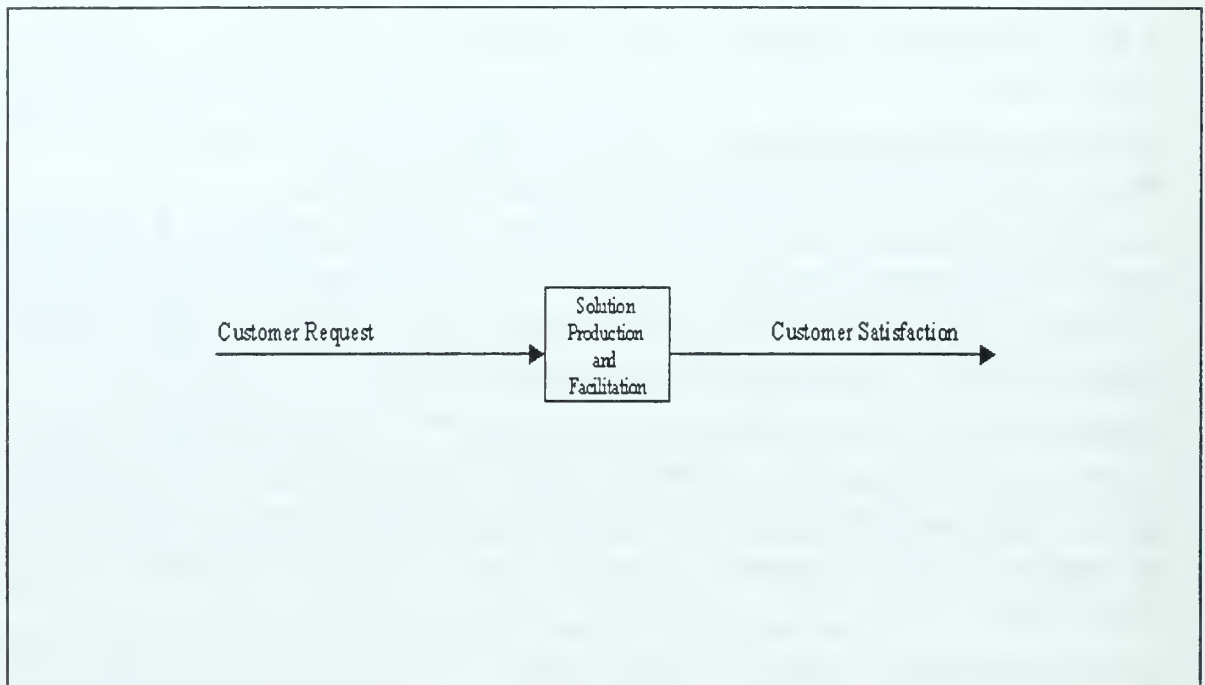 Customer Request
Solution
Production
and
Facilitation
Customer Satisfaction